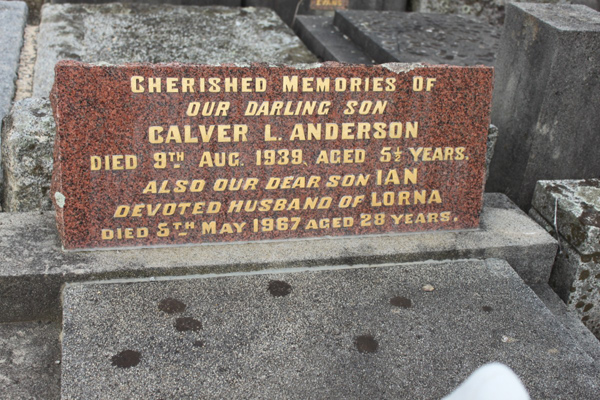 CHERISHED MEMORIES OF
OUR DARLING SON
CALVER L. ANDERSON
DIED 9TH AUG. 1939, AGED 5½ YEARS.
ALSO OUR DEAR SON IAN
DEVOTED HUSBAND OF LORNA
DIED 5TH MAY 1967 AGED 28 YEARS.